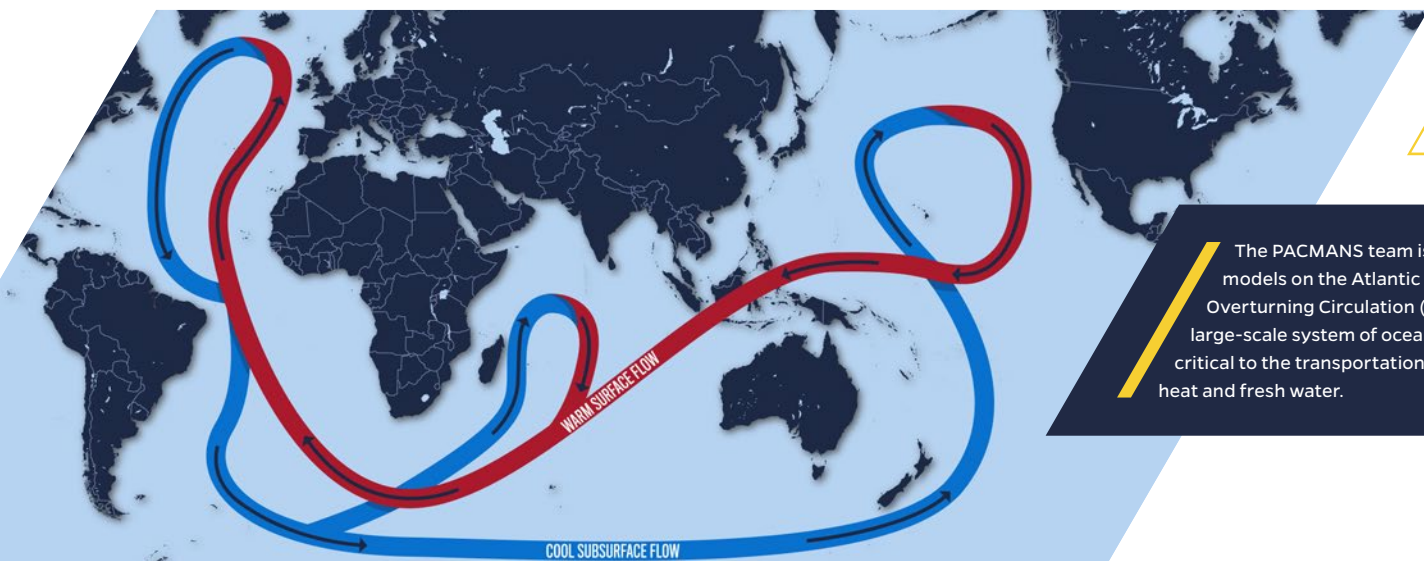 WARM SURFACE FLOW
COOL SUBSURFACE FLOW
The PACMANS team is
models on the Atlantic
Overturning Circulation (
large-scale system of ocea
critical to the transportation
heat and fresh water.